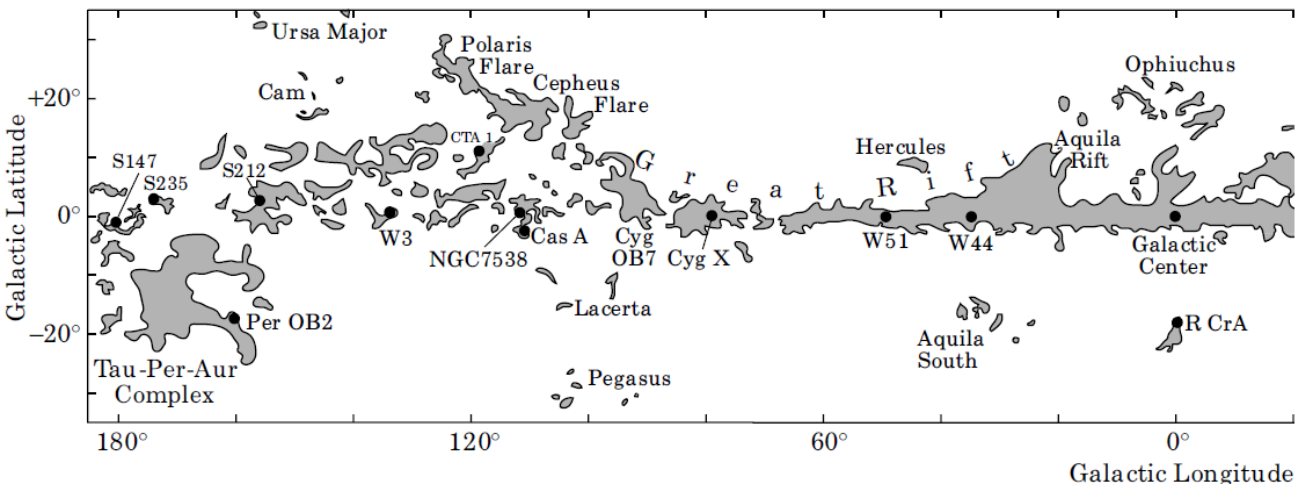 Ursa Major
Polaris
Flare
Cepheus
Flare
Ophiuchus
Cam
+20°
CTA 1
Aquila
Rift
Hercules
S147
S235
S212
Great Rift
0°
W3
NGC7538
Cas A
Cyg
OB7
Cyg X
W51
W44
Galactic
Center
Lacerta
Per OB2
−20°
Aquila
South
R CrA
Tau-Per-Aur
Complex
Pegasus
Galactic Latitude
180°
120°
60°
0°
Galactic Longitude